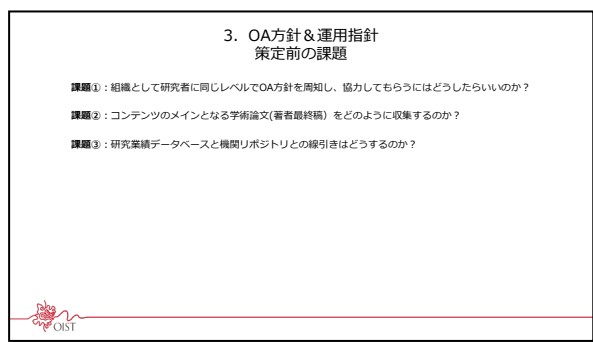 3．OA方針＆運用指針
策定前の課題
課題①：組織として研究者に同じレベルでOA方針を周知し、協力してもらうにはどうしたらいいのか？
課題②：コンテンツのメインとなる学術論文(著者最終稿）をどのように収集するのか？
課題③：研究業績データベースと機関リポジトリとの線引きはどうするのか？
OIST